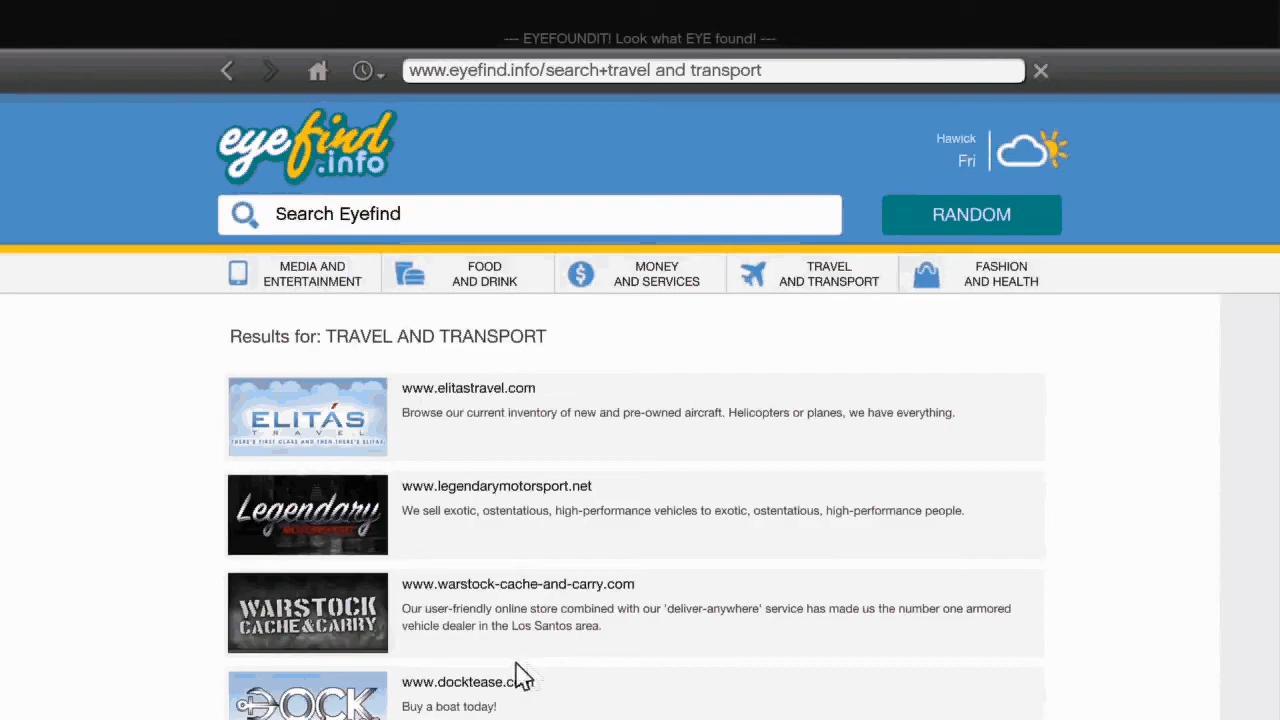 --- EYEFOUNDIT! Look what EYE found! ---
www.eyefind.info/search+travel and transport
eyefind
.info
Hawick
Fri
Search Eyefind
RANDOM
MEDIA AND
ENTERTAINMENT
FOOD
AND DRINK
MONEY
AND SERVICES
TRAVEL
AND TRANSPORT
FASHION
AND HEALTH
Results for: TRAVEL AND TRANSPORT
ELITÁS
TRAVEL
THERE'S FIRST CLASS AND THEN THERE'S ELITAS
www.elitastravel.com
Browse our current inventory of new and pre-owned aircraft. Helicopters or planes, we have everything.
Legendary
MOTORSPORT
www.legendarymotorsport.net
We sell exotic, ostentatious, high-performance vehicles to exotic, ostentatious, high-performance people.
WARSTOCK
CACHE&CARRY
www.warstock-cache-and-carry.com
Our user-friendly online store combined with our 'deliver-anywhere' service has made us the number one armored
vehicle dealer in the Los Santos area.
DOCK
www.docktease.com
Buy a boat today!